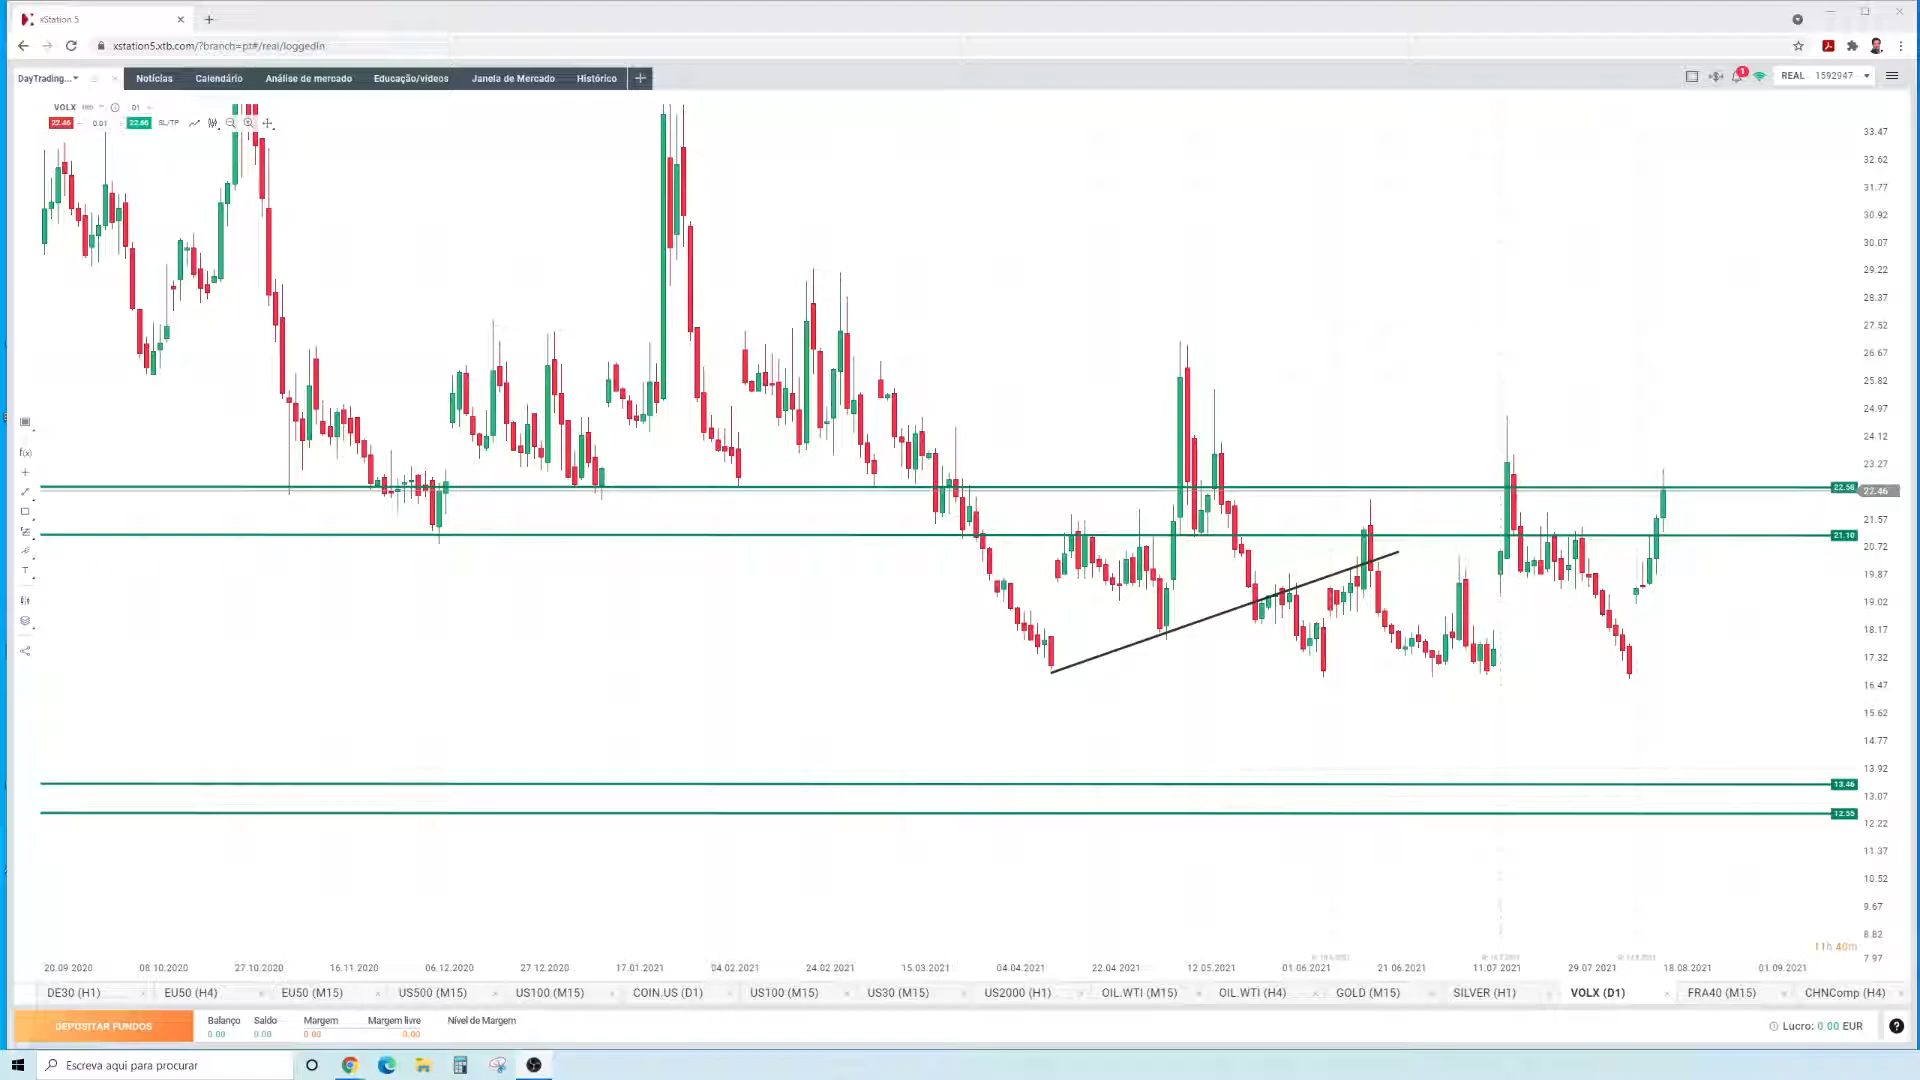 xStation 5
xstation5.xtb.com/?branch=pt#/real/loggedIn
DayTrading...
Notícias
Calendário
Análise de mercado
Educação/vídeos
Janela de Mercado
Histórico
1
REAL 1592947
VOLX
D1
22.46
0.01
22.66
SL/TP
33.47
32.62
31.77
30.92
30.07
29.22
28.37
27.52
26.67
25.82
24.97
24.12
23.27
22.58
22.46
21.57
21.10
20.72
19.87
19.02
18.17
17.32
16.47
15.62
14.77
13.92
13.46
13.07
12.55
12.22
11.37
10.52
9.67
8.82
7.97
f(x)
T
11h 40m
20.09 2020
08.10.2020
27.10.2020
16.11.2020
06.12.2020
27.12.2020
17.01.2021
04.02.2021
24.02.2021
15.03.2021
04.04.2021
22.04.2021
12.05.2021
01.06.2021
21.06.2021
11.07.2021
29.07.2021
18.08.2021
01.09.2021
DE30 (H1)
EU50 (H4)
EU50 (M15)
US500 (M15)
US100 (M15)
COIN.US (D1)
US100 (M15)
US30 (M15)
US2000 (H1)
OIL.WTI (M15)
OIL.WTI (H4)
GOLD (M15)
SILVER (H1)
VOLX (D1)
FRA40 (M15)
CHNComp (H4)
DEPOSITAR FUNDOS
Balanço
0.00
Saldo
0.00
Margem
0.00
Margem livre
0.00
Nível de Margem
Lucro: 0.00 EUR
Escreva aqui para procurar